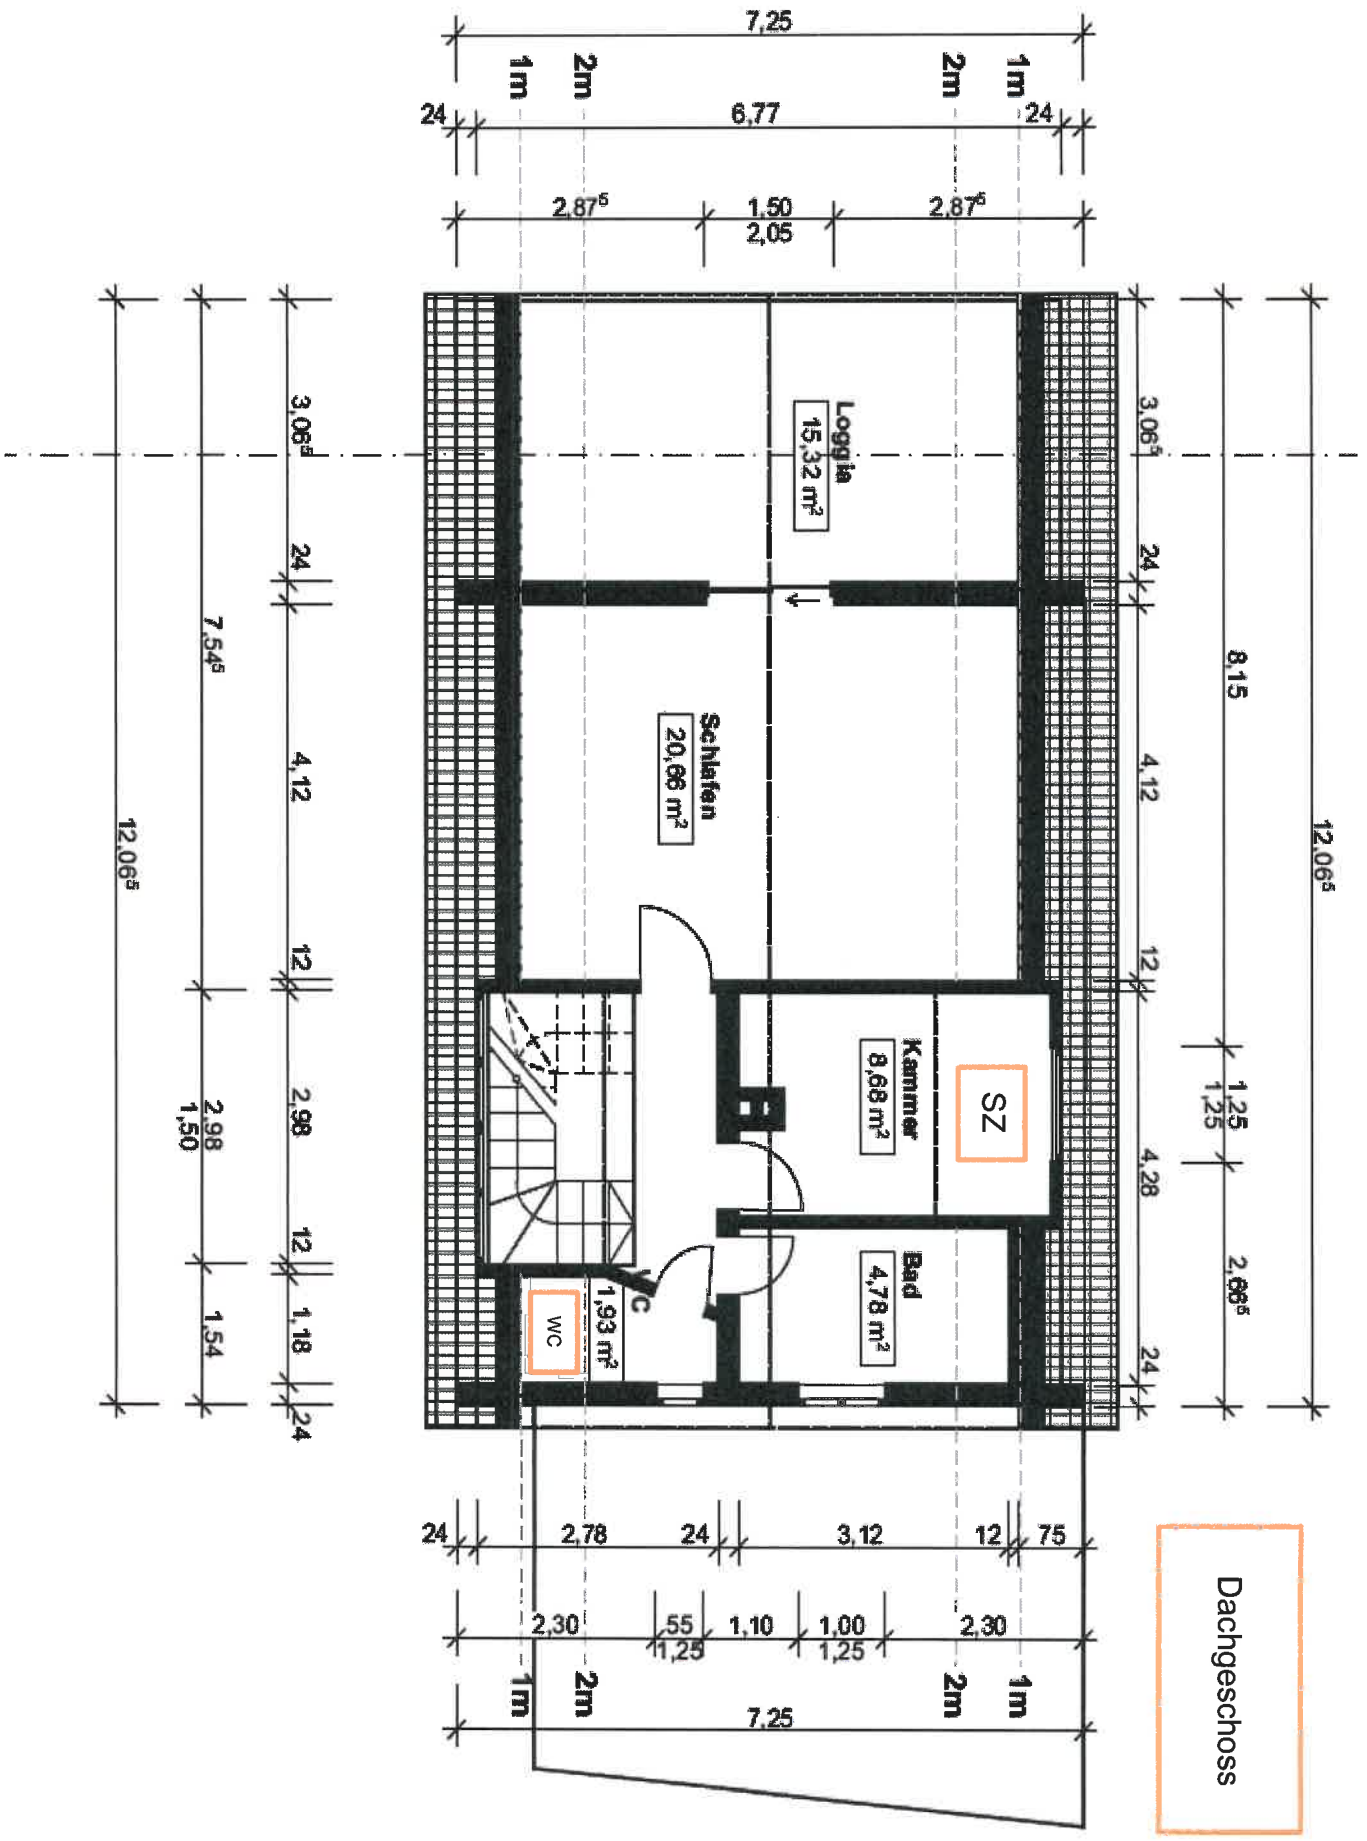 7,25
1m
2m
2m
1m
24
6,77
24
2,87⁵
1,50
2,87⁵
2,05
12,06⁵
8,15
1,25
1,25
2,66⁵
3,06⁵
24
4,12
12
4,28
24
Loggia
15,32 m²
Schlafen
20,66 m²
Kammer
8,68 m²
SZ
Bad
4,78 m²
WC
1,93 m²
wc
3,06⁵
24
4,12
12
2,98
12
1,18
24
7,54⁵
2,98
1,50
1,54
12,06⁵
24
2,78
24
3,12
12
75
2,30
55
1,10
1,00
2,30
1,25
1,25
1m
2m
2m
1m
7,25
Dachgeschoss